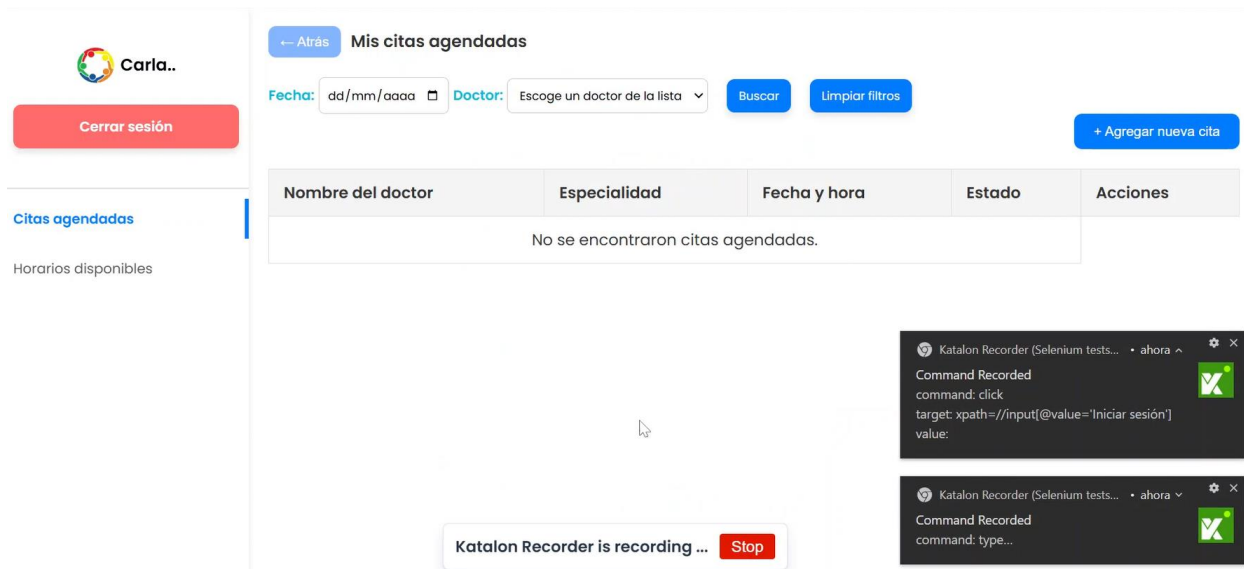 Carla..
Cerrar sesión
Citas agendadas
Horarios disponibles
← Atrás Mis citas agendadas
Fecha: dd/mm/aaaa Doctor: Escoge un doctor de la lista Buscar Limpiar filtros
+ Agregar nueva cita
Nombre del doctor Especialidad Fecha y hora Estado Acciones
No se encontraron citas agendadas.
Katalon Recorder (Selenium tests... • ahora
Command Recorded
command: click
target: xpath=//input[@value='Iniciar sesión']
value:
Katalon Recorder (Selenium tests... • ahora
Command Recorded
command: type...
Katalon Recorder is recording ... Stop